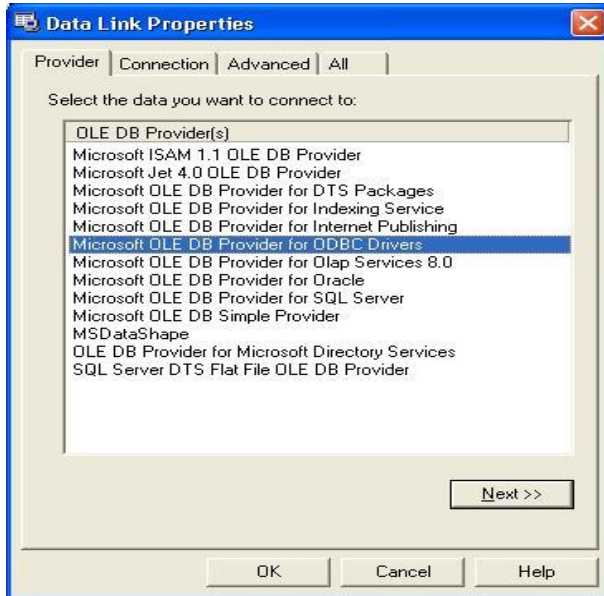 Data Link Properties
Provider Connection Advanced All
Select the data you want to connect to:
OLE DB Provider(s)
Microsoft ISAM 1.1 OLE DB Provider
Microsoft Jet 4.0 OLE DB Provider
Microsoft OLE DB Provider for DTS Packages
Microsoft OLE DB Provider for Indexing Service
Microsoft OLE DB Provider for Internet Publishing
Microsoft OLE DB Provider for ODBC Drivers
Microsoft OLE DB Provider for Olap Services 8.0
Microsoft OLE DB Provider for Oracle
Microsoft OLE DB Provider for SQL Server
Microsoft OLE DB Simple Provider
MSDataShape
OLE DB Provider for Microsoft Directory Services
SQL Server DTS Flat File OLE DB Provider
Next >>
OK Cancel Help